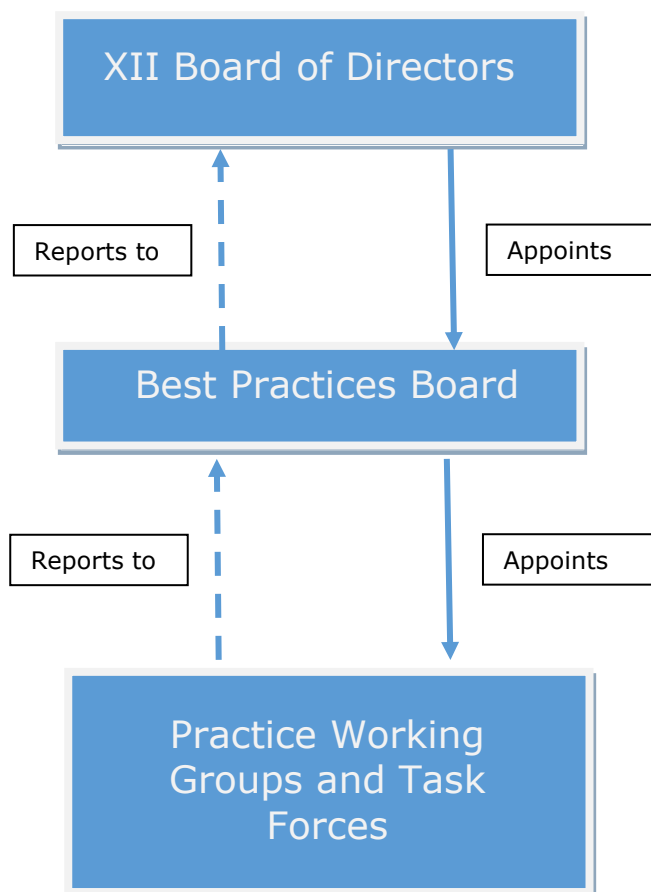 XII Board of Directors
Reports to
Appoints
Best Practices Board
Reports to
Appoints
Practice Working
Groups and Task
Forces